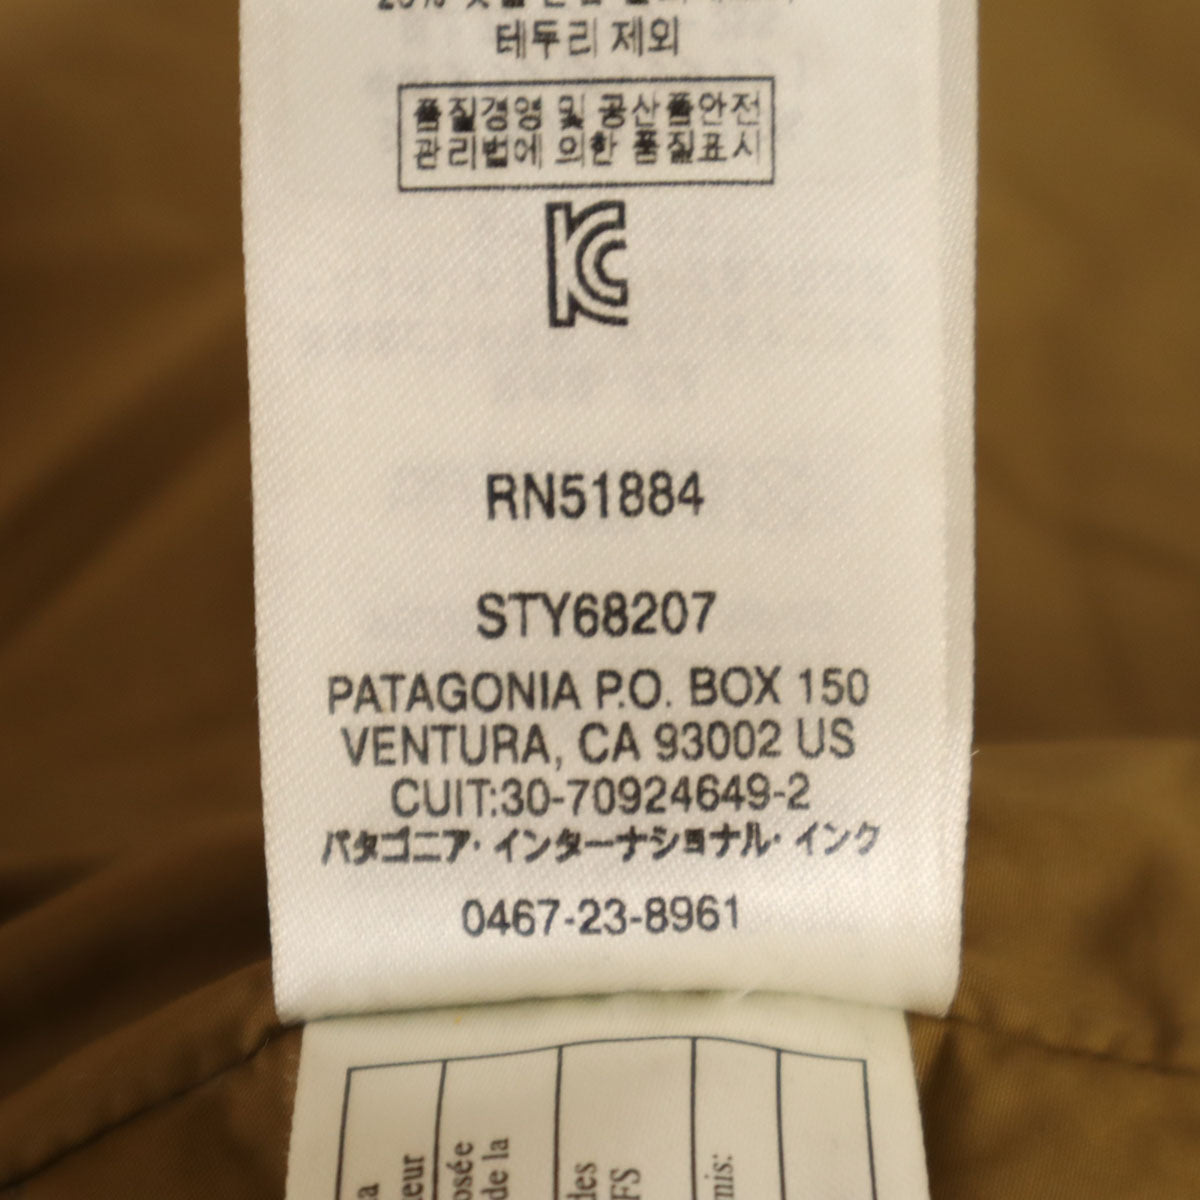 테두리 제외
품질경영 및 공산품안전
관리법에 의한 품질표시
KC
RN51884
STY68207
PATAGONIA P.O. BOX 150
VENTURA, CA 93002 US
CUIT:30-70924649-2
パタゴニア・インターナショナル・インク
0467-23-8961